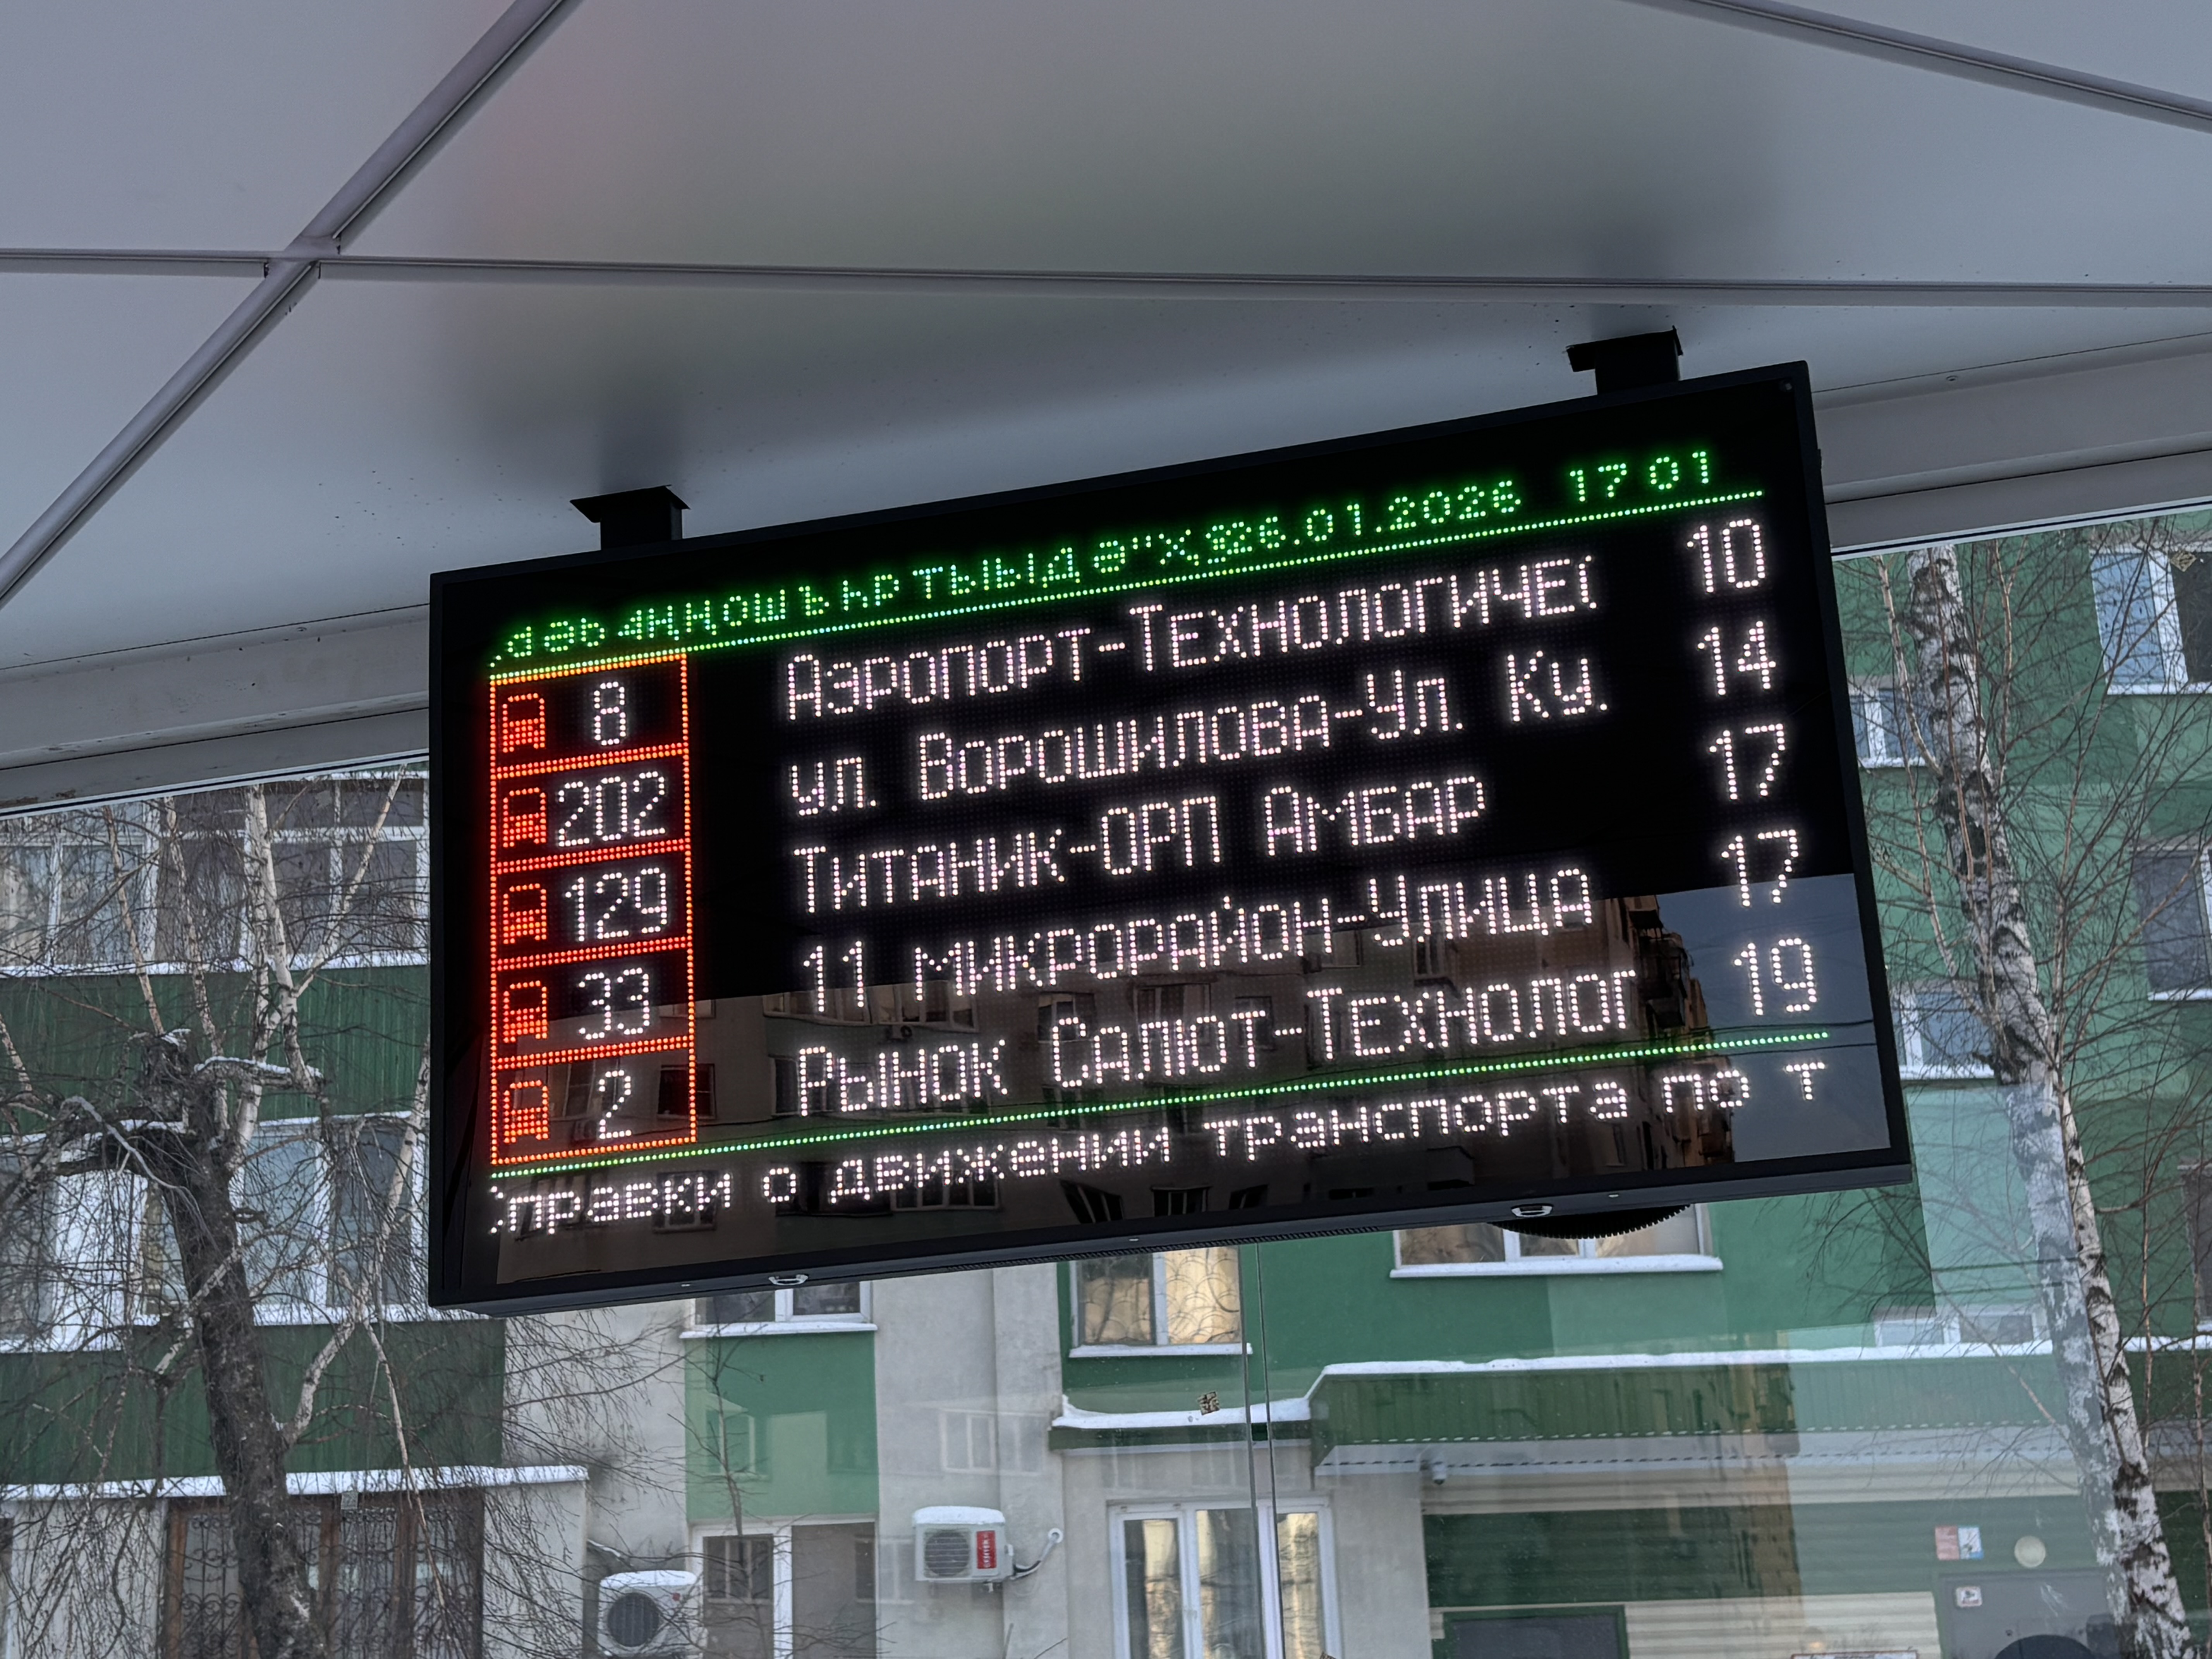 26.01.2026 17 01
8 Аэропорт-Технологичес 10
202 ул. Ворошилова-Ул. Ку. 14
129 Титаник-ОРП Амбар 17
33 11 микрорайон-Улица 17
2 Рынок Салют-Технолог 19
справки о движении транспорта по т